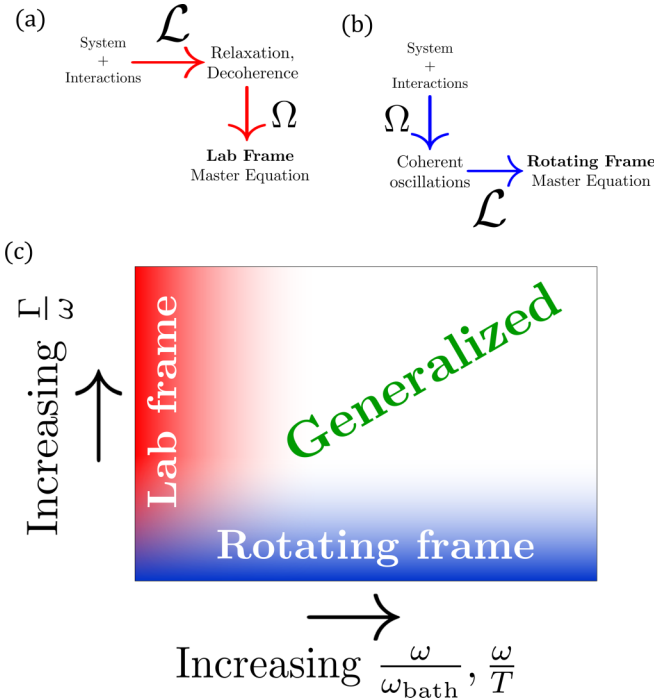 (a)
System
+
Interactions
ℒ
Relaxation,
Decoherence
Ω
Lab Frame
Master Equation
(b)
System
+
Interactions
Ω
Coherent
oscillations
ℒ
Rotating Frame
Master Equation
(c)
Increasing Γ/ω
Lab frame
Generalized
Rotating frame
Increasing ω/ω_bath, ω/T